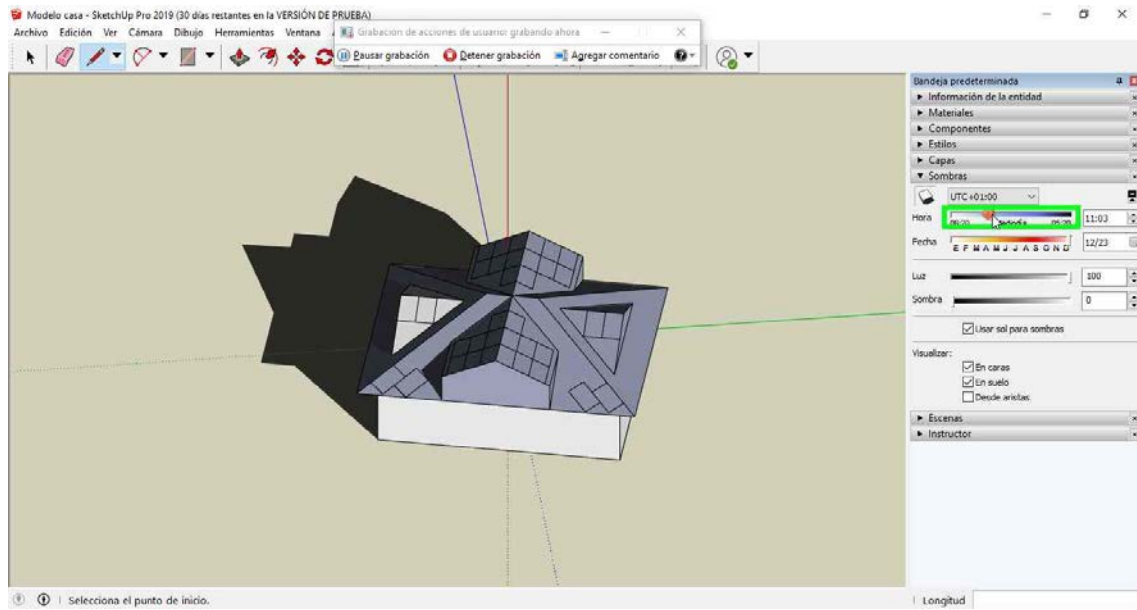 Modelo casa - SketchUp Pro 2019 (30 días restantes en la VERSIÓN DE PRUEBA)
Archivo Edición Ver Cámara Dibujo Herramientas Ventana
Grabación de acciones de usuario: grabando ahora
Pausar grabación Detener grabación Agregar comentario
Bandeja predeterminada
Información de la entidad
Materiales
Componentes
Estilos
Capas
Sombras
UTC+01:00
Hora 11:03
Fecha E F M A M J J A S O N D 12/23
Luz 100
Sombra 0
Usar sol para sombras
Visualizar:
En caras
En suelo
Desde aristas
Escenas
Instructor
Selecciona el punto de inicio.
Longitud